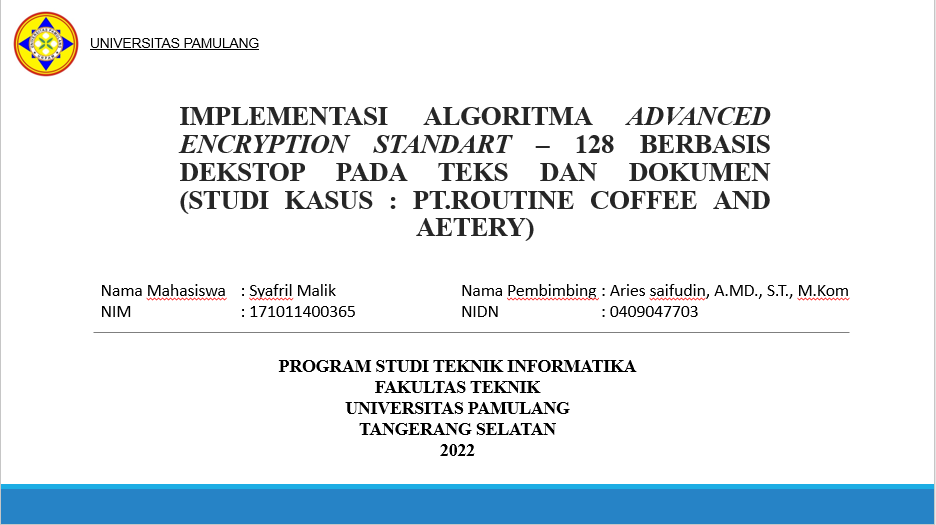 UNIVERSITAS PAMULANG
IMPLEMENTASI ALGORITMA ADVANCED
ENCRYPTION STANDART – 128 BERBASIS
DEKSTOP PADA TEKS DAN DOKUMEN
(STUDI KASUS : PT.ROUTINE COFFEE AND
AETERY)
Nama Mahasiswa : Syafril Malik
NIM : 171011400365
Nama Pembimbing : Aries saifudin, A.MD., S.T., M.Kom
NIDN : 0409047703
PROGRAM STUDI TEKNIK INFORMATIKA
FAKULTAS TEKNIK
UNIVERSITAS PAMULANG
TANGERANG SELATAN
2022